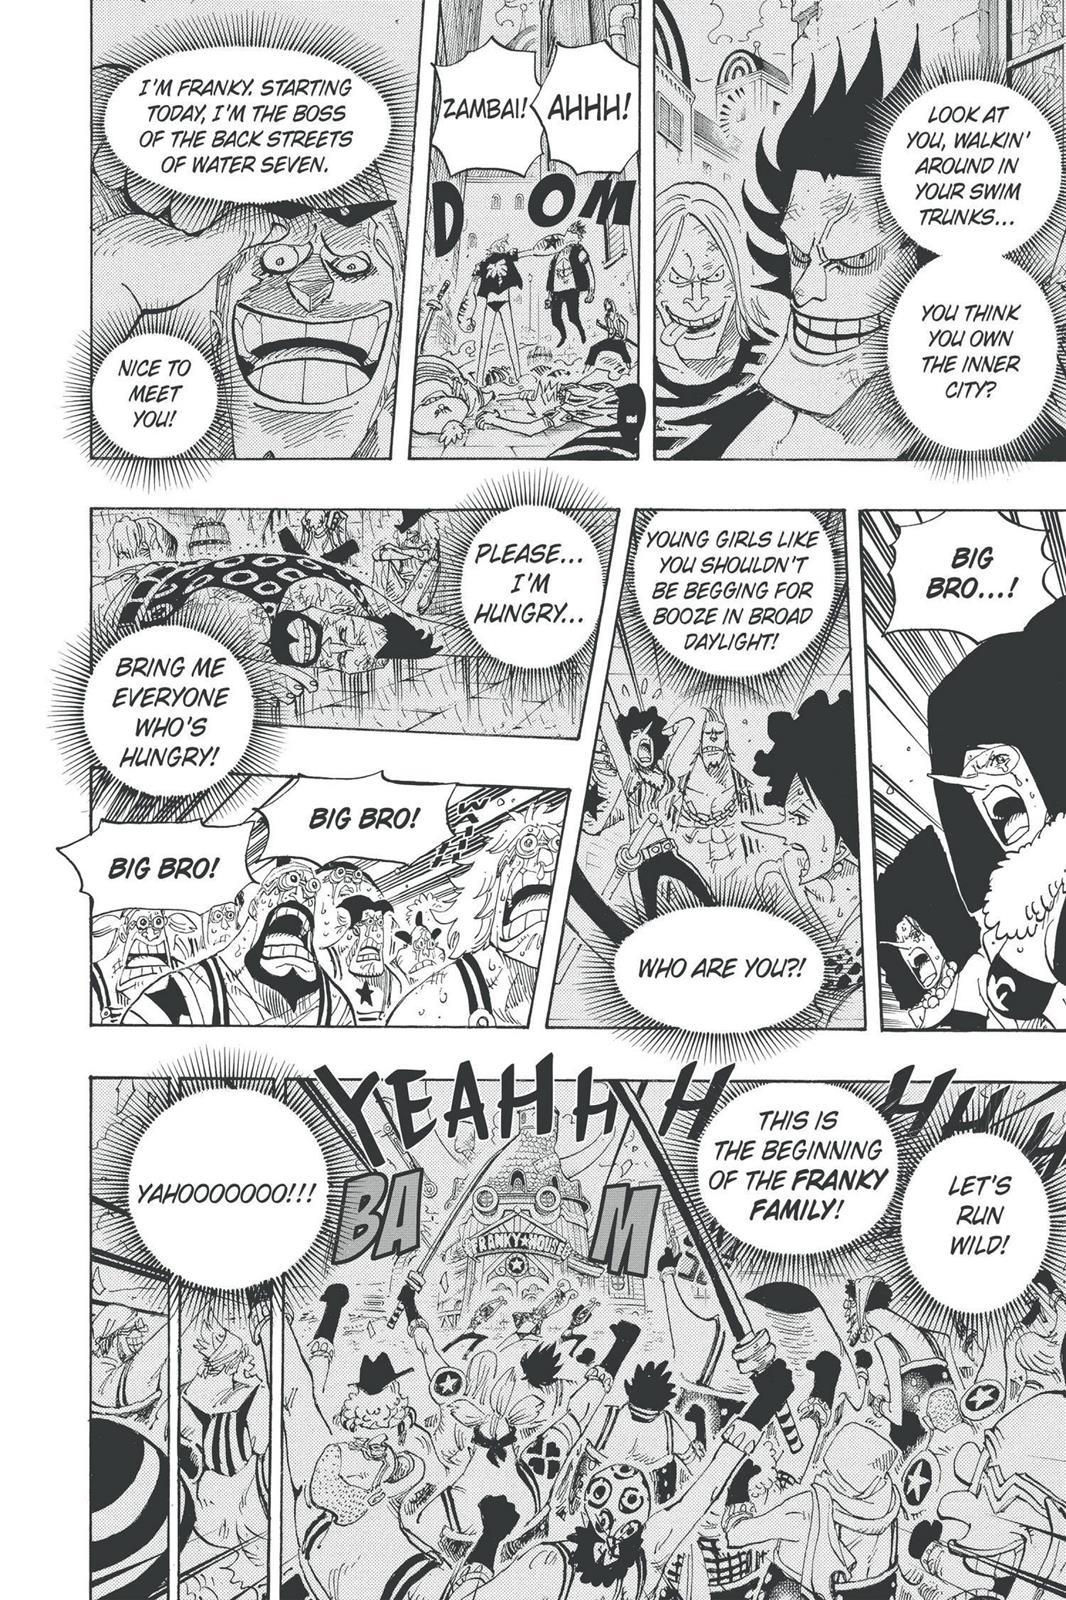 LOOK AT
YOU, WALKIN'
AROUND IN
YOUR SWIM
TRUNKS...
YOU THINK
YOU OWN
THE INNER
CITY?
AHHH!
ZAMBAI!
DOOM
I'M FRANKY. STARTING
TODAY, I'M THE BOSS
OF THE BACK STREETS
OF WATER SEVEN.
NICE TO
MEET
YOU!
BIG
BRO...!
YOUNG GIRLS LIKE
YOU SHOULDN'T
BE BEGGING FOR
BOOZE IN BROAD
DAYLIGHT!
WHO ARE YOU?!
PLEASE...
I'M
HUNGRY...
BRING ME
EVERYONE
WHO'S
HUNGRY!
BIG BRO!
BIG BRO!
YEAHHHHHHH
THIS IS
THE BEGINNING
OF THE FRANKY
FAMILY!
LET'S
RUN
WILD!
BAM
FRANKY★HOUSE
YAHOOOOOOO!!!